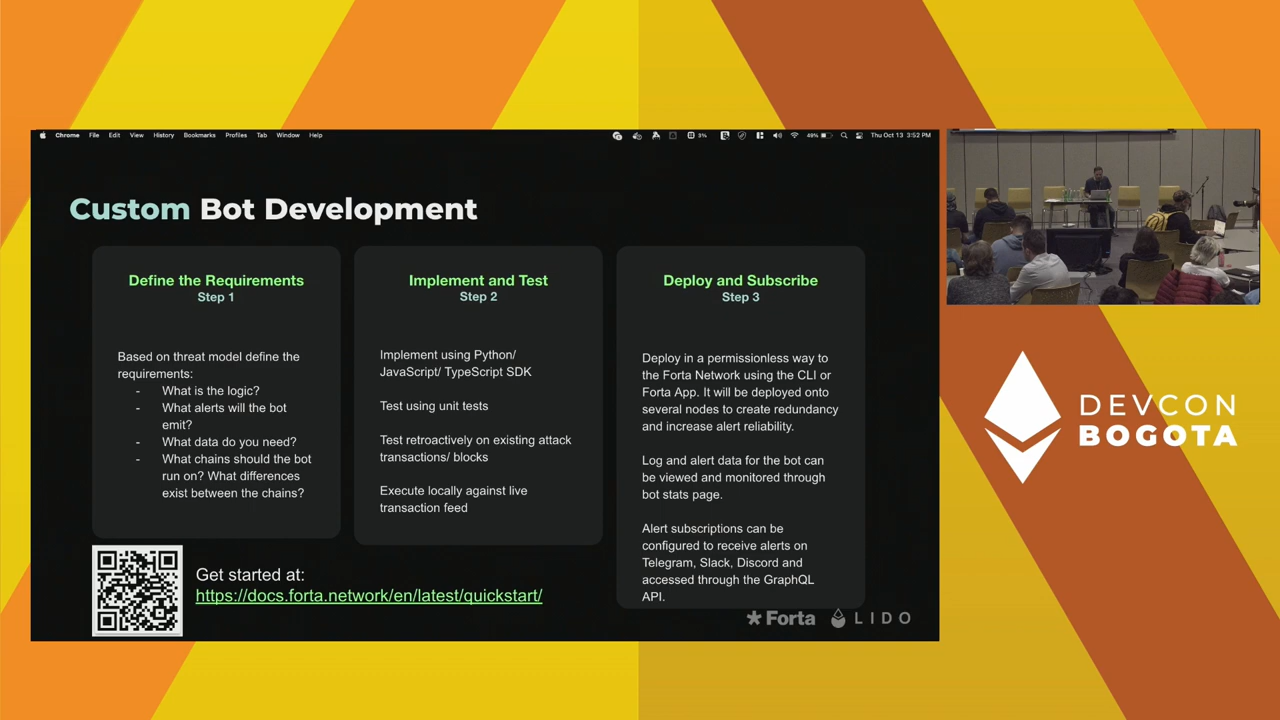 Chrome File Edit View History Bookmarks Profiles Tab Window Help
3% 49% Thu Oct 13 3:52 PM
Custom Bot Development
Define the Requirements
Step 1
Based on threat model define the
requirements:
- What is the logic?
- What alerts will the bot
emit?
- What data do you need?
- What chains should the bot
run on? What differences
exist between the chains?
Implement and Test
Step 2
Implement using Python/
JavaScript/ TypeScript SDK
Test using unit tests
Test retroactively on existing attack
transactions/ blocks
Execute locally against live
transaction feed
Deploy and Subscribe
Step 3
Deploy in a permissionless way to
the Forta Network using the CLI or
Forta App. It will be deployed onto
several nodes to create redundancy
and increase alert reliability.
Log and alert data for the bot can
be viewed and monitored through
bot stats page.
Alert subscriptions can be
configured to receive alerts on
Telegram, Slack, Discord and
accessed through the GraphQL
API.
Get started at:
https://docs.forta.network/en/latest/quickstart/
Forta LIDO
DEVCON
BOGOTA